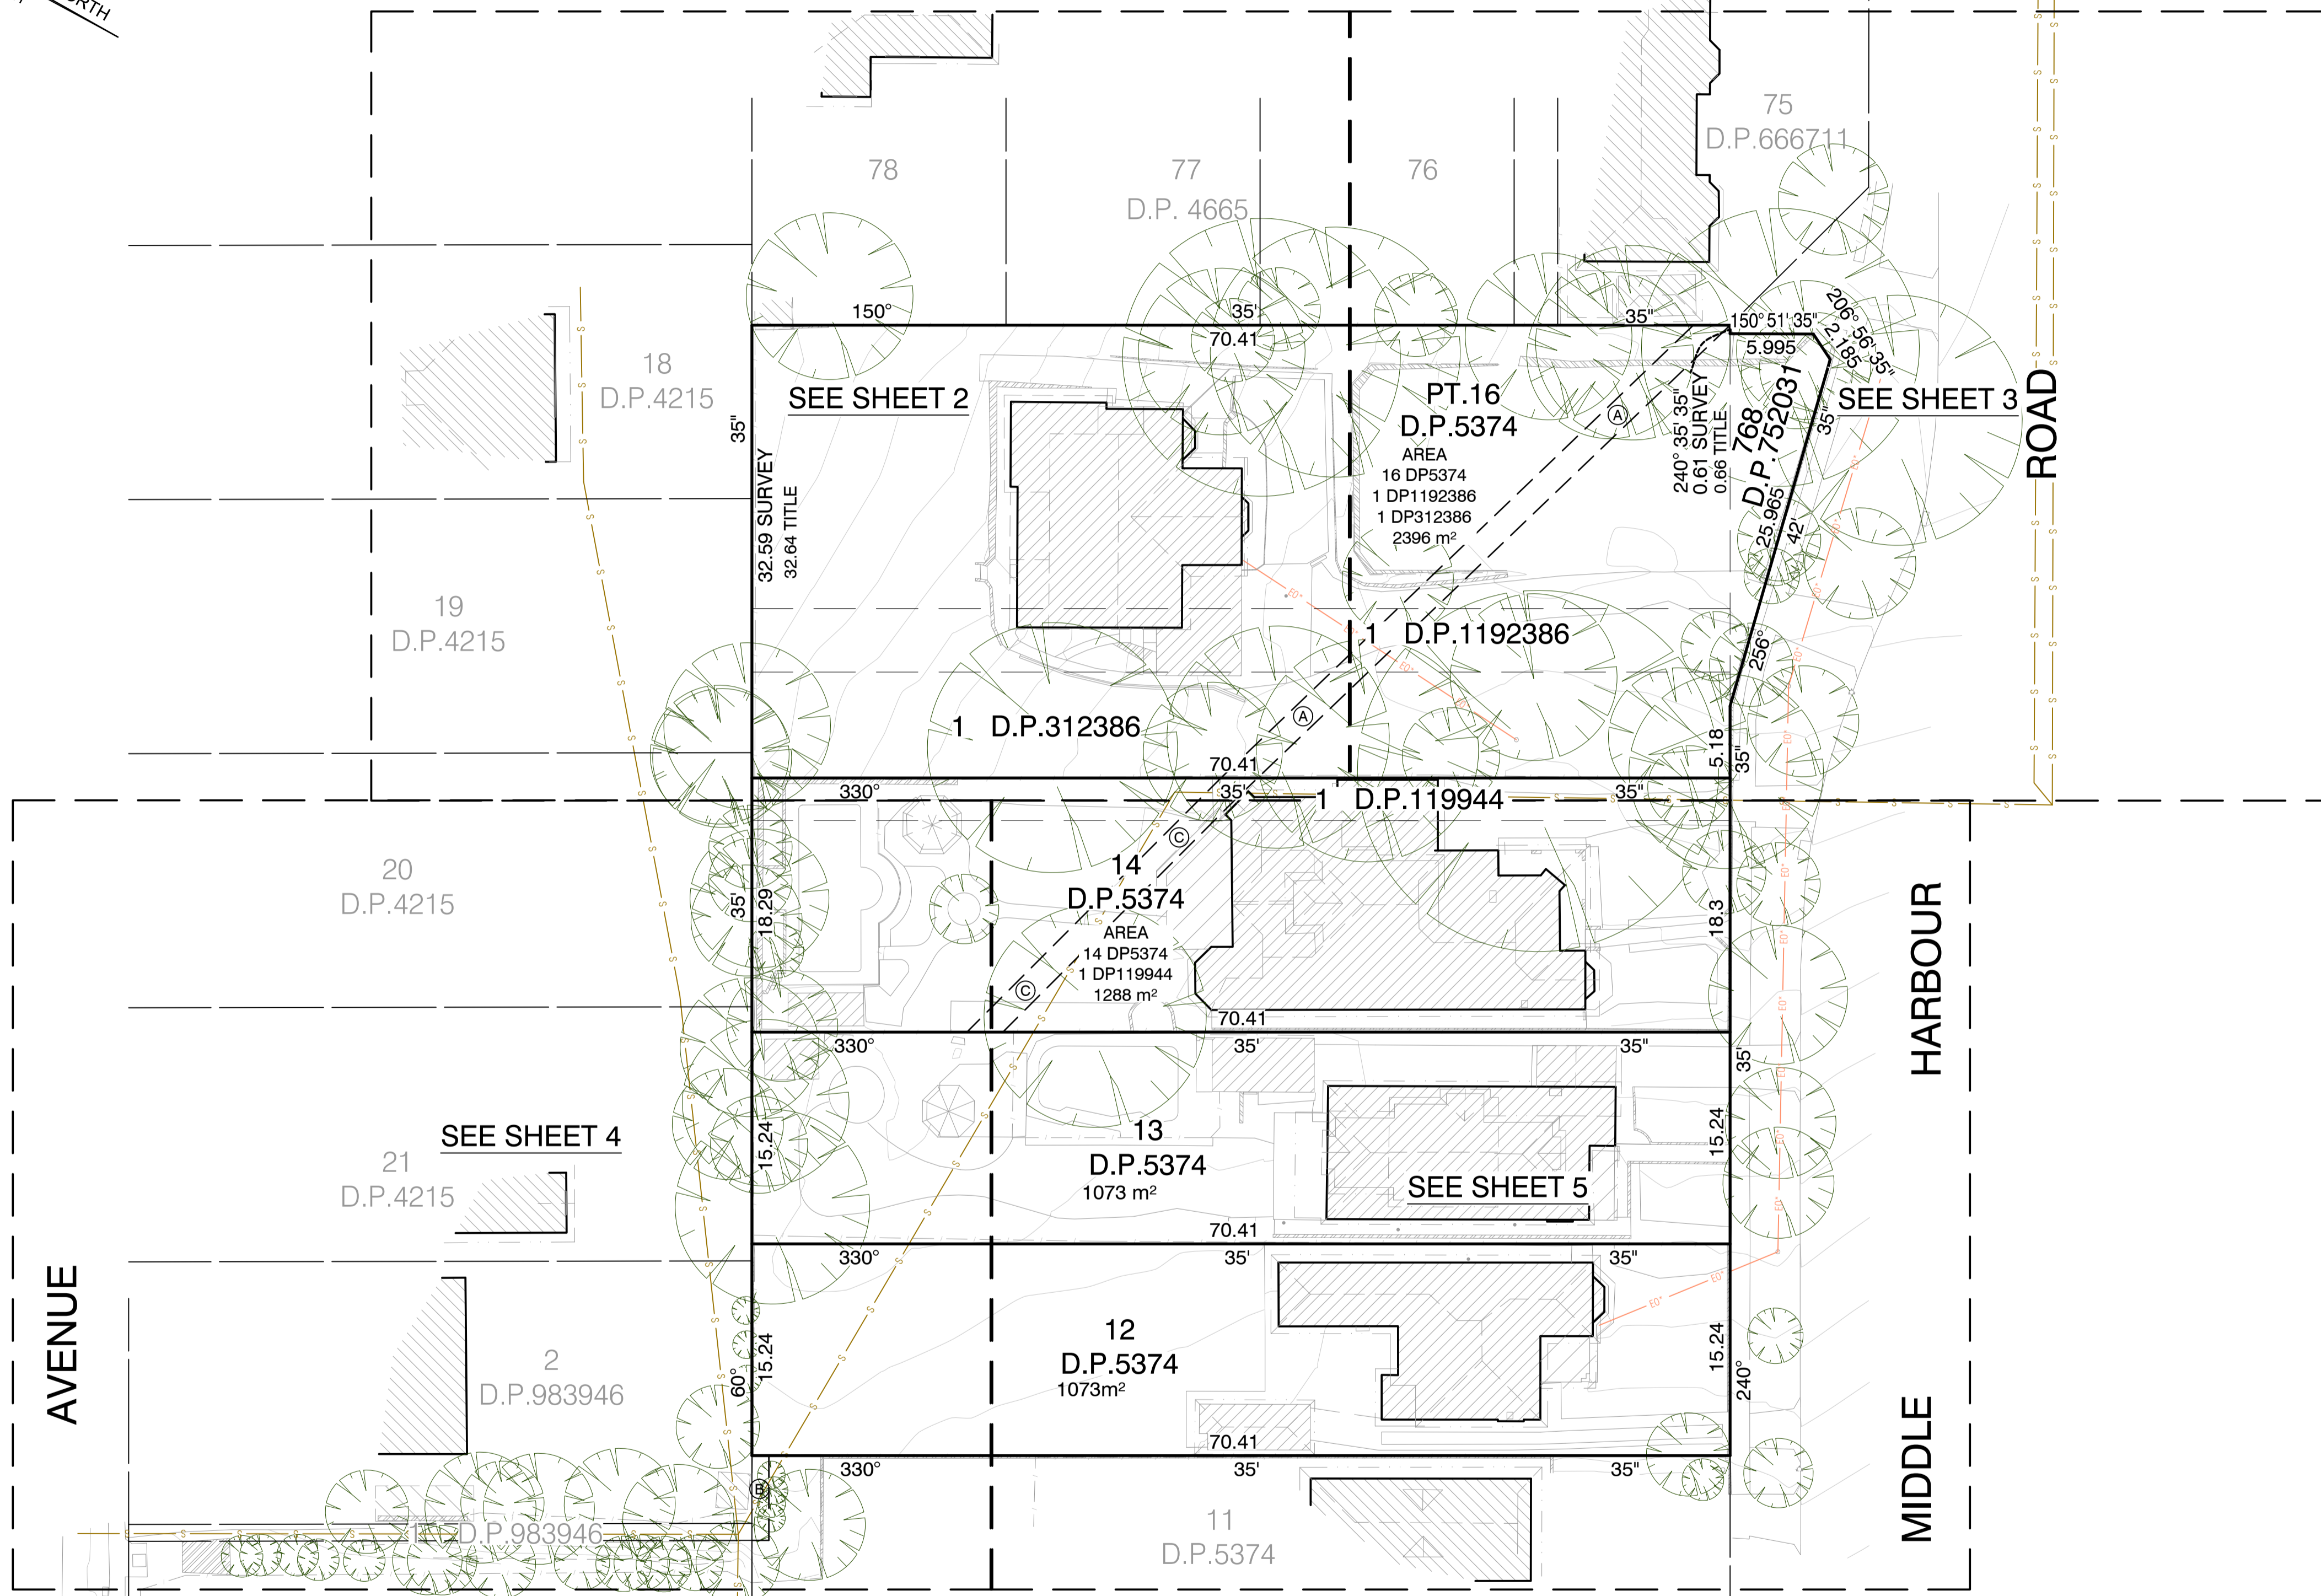 78
77
D.P. 4665
76
75
D.P.666711
150°
35'
35"
70.41
150° 51' 35"
5.995
206° 56' 35"
2.185
18
D.P.4215
SEE SHEET 2
35"
32.59 SURVEY
32.64 TITLE
PT.16
D.P.5374
AREA
16 DP5374
1 DP1192386
1 DP312386
2396 m²
A
240° 35' 35"
0.61 SURVEY
0.66 TITLE
768
D.P.752031
35"
25.965
42'
256°
SEE SHEET 3
ROAD
19
D.P.4215
1 D.P.1192386
1 D.P.312386
A
5.18
35"
70.41
330°
35'
35"
1 D.P.119944
20
D.P.4215
35'
18.29
C
14
D.P.5374
AREA
14 DP5374
1 DP119944
1288 m²
C
18.3
HARBOUR
70.41
330°
35'
35"
35'
SEE SHEET 4
21
D.P.4215
15.24
13
D.P.5374
1073 m²
SEE SHEET 5
15.24
70.41
330°
35'
35"
AVENUE
2
D.P.983946
60°
15.24
12
D.P.5374
1073m²
15.24
240°
MIDDLE
70.41
330°
35'
35"
B
D.P.983946
11
D.P.5374